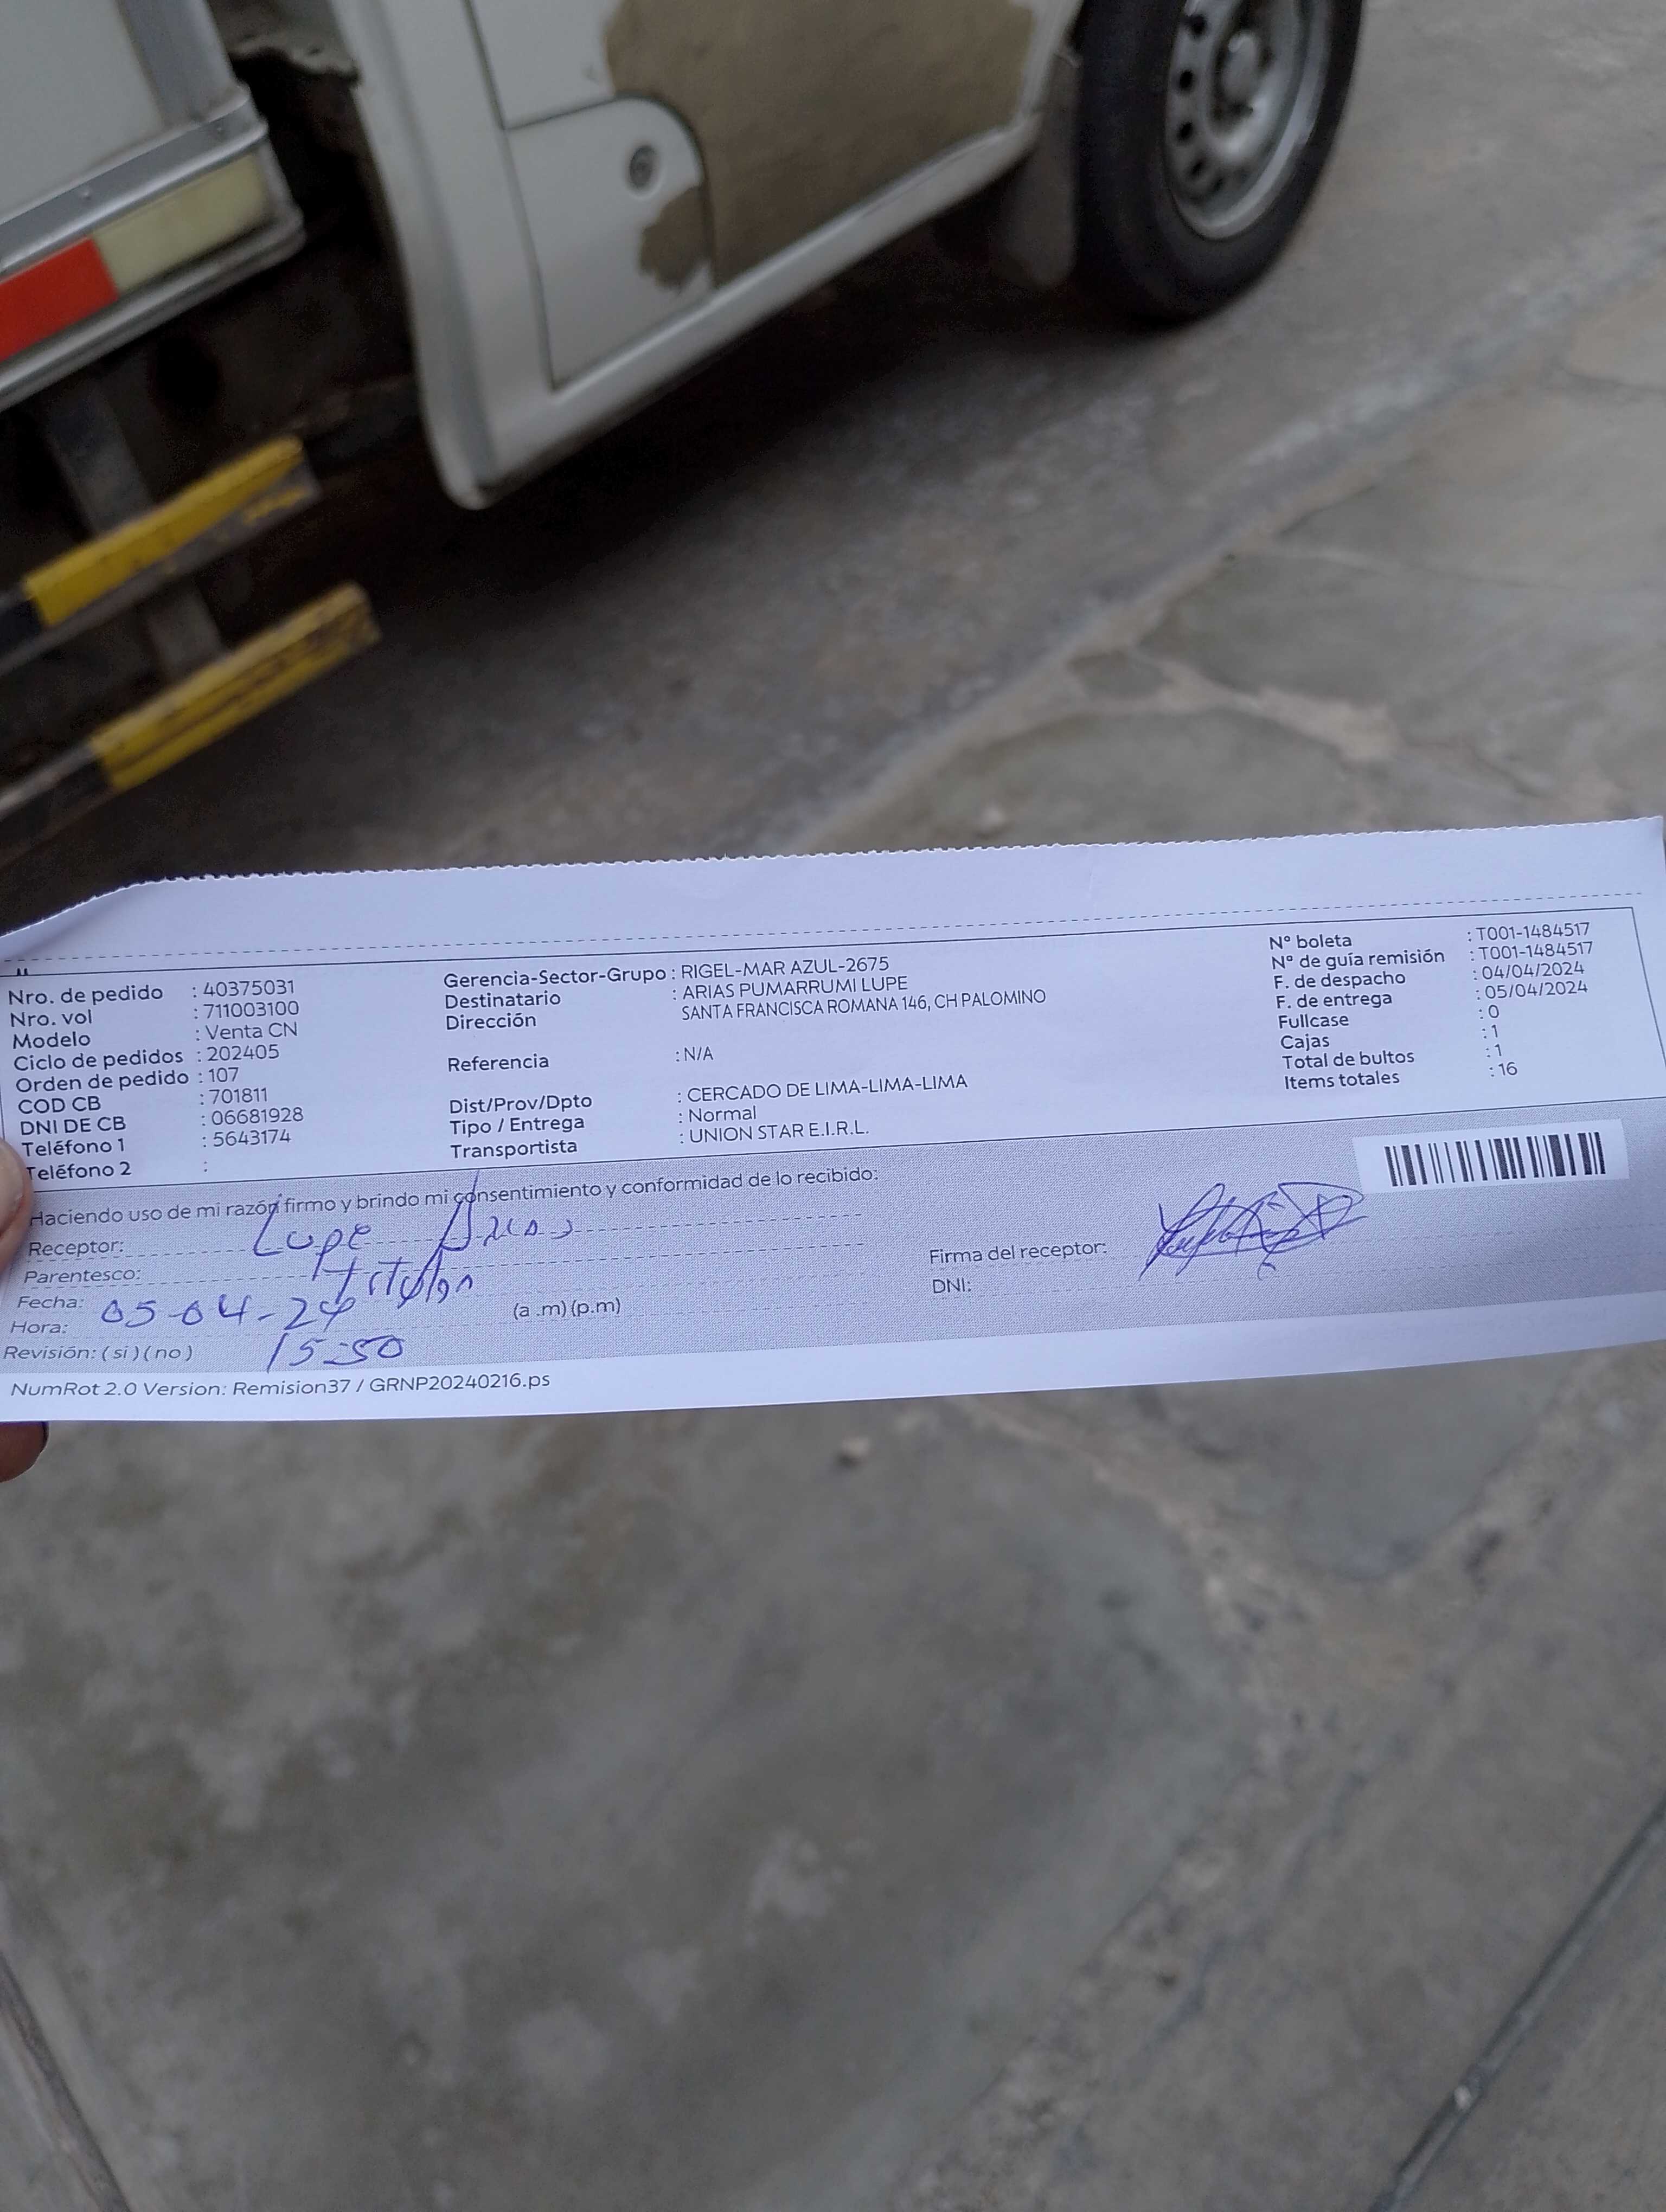 Nro. de pedido : 40375031
Nro. vol : 711003100
Modelo : Venta CN
Ciclo de pedidos : 202405
Orden de pedido : 107
COD CB : 701811
DNI DE CB : 06681928
Teléfono 1 : 5643174
Teléfono 2 :
Gerencia-Sector-Grupo : RIGEL-MAR AZUL-2675
Destinatario : ARIAS PUMARRUMI LUPE
Dirección SANTA FRANCISCA ROMANA 146, CH PALOMINO
Referencia : N/A
Dist/Prov/Dpto : CERCADO DE LIMA-LIMA-LIMA
Tipo / Entrega : Normal
Transportista : UNION STAR E.I.R.L.
N° boleta : T001-1484517
N° de guía remisión : T001-1484517
F. de despacho : 04/04/2024
F. de entrega : 05/04/2024
Fullcase : 0
Cajas : 1
Total de bultos : 1
Items totales : 16
Haciendo uso de mi razón firmo y brindo mi consentimiento y conformidad de lo recibido:
Receptor: Lupe Arias
Parentesco: titular
Fecha: 05-04-24
Hora: 15:50 (a .m) (p.m)
Revisión: ( si ) ( no )
Firma del receptor:
DNI:
NumRot 2.0 Version: Remision37 / GRNP20240216.ps